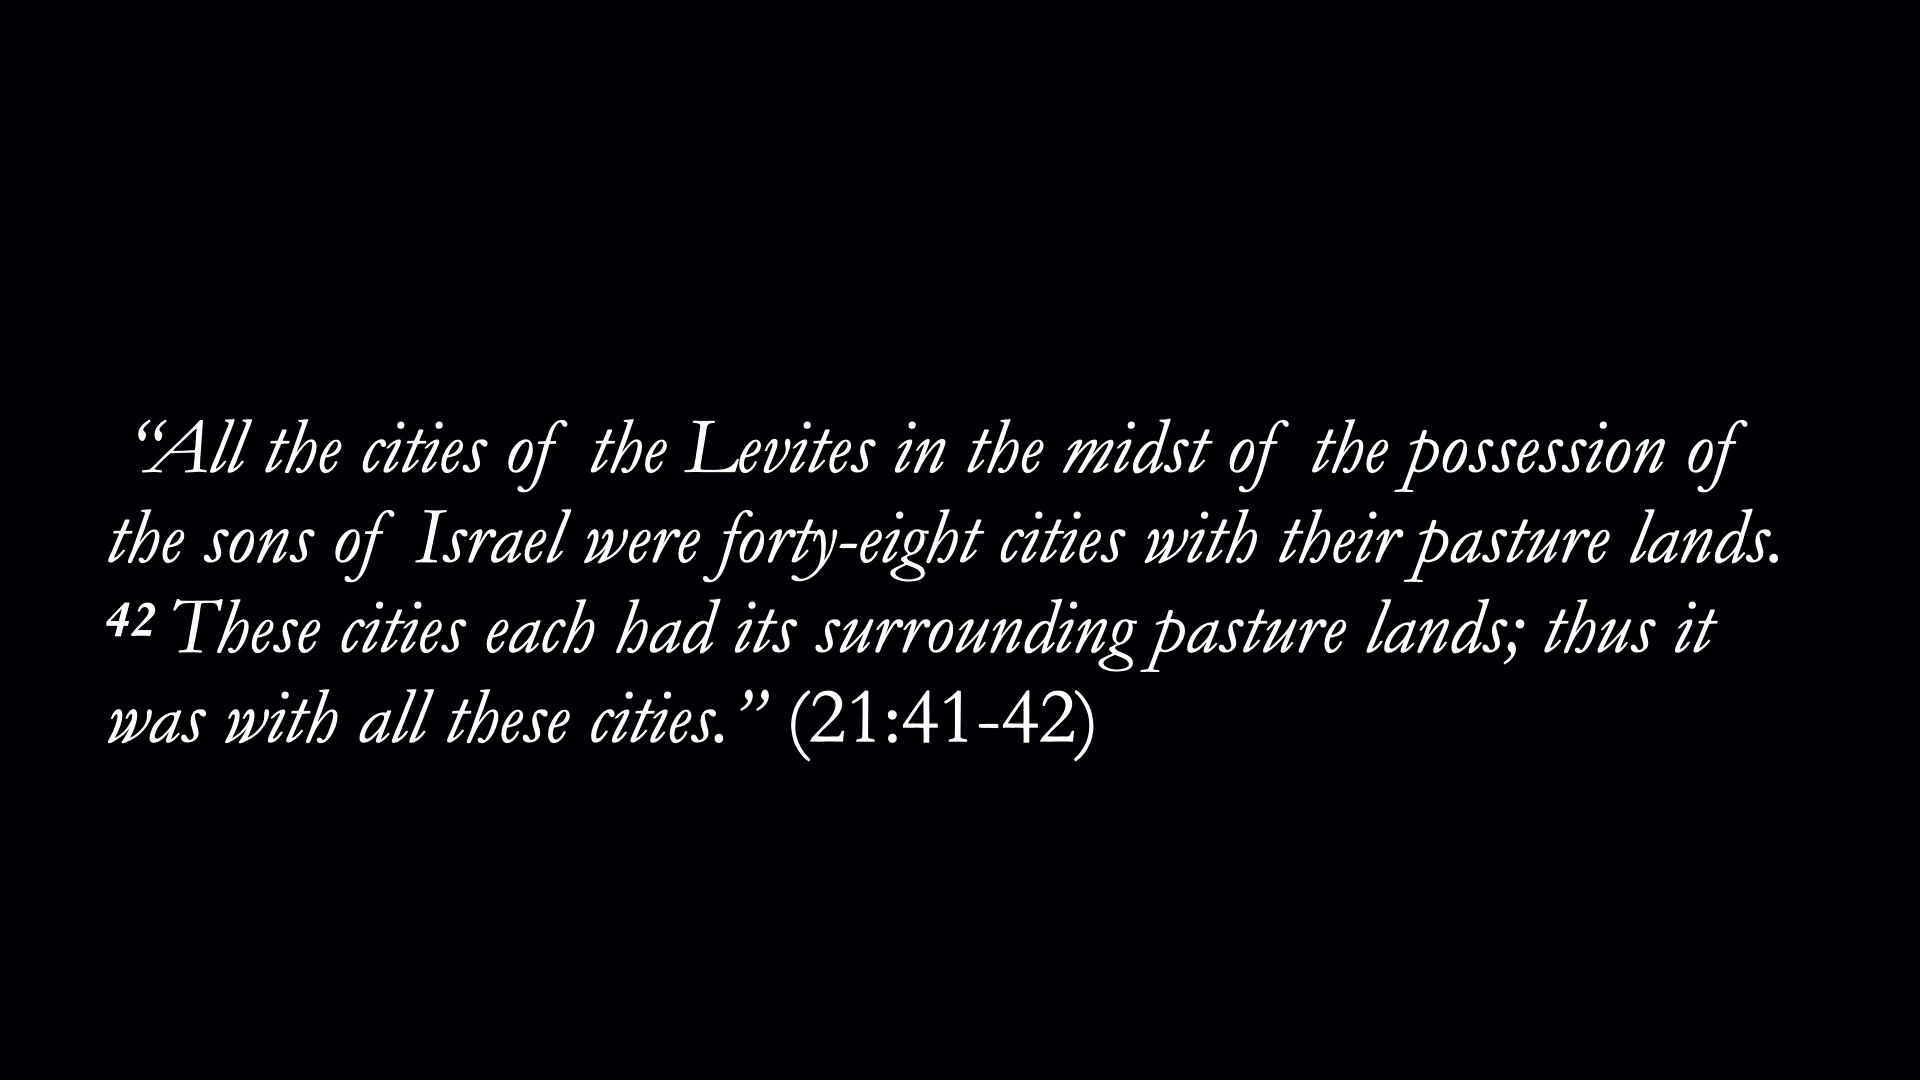 “All the cities of the Levites in the midst of the possession of
the sons of Israel were forty-eight cities with their pasture lands.
42 These cities each had its surrounding pasture lands; thus it
was with all these cities.” (21:41-42)